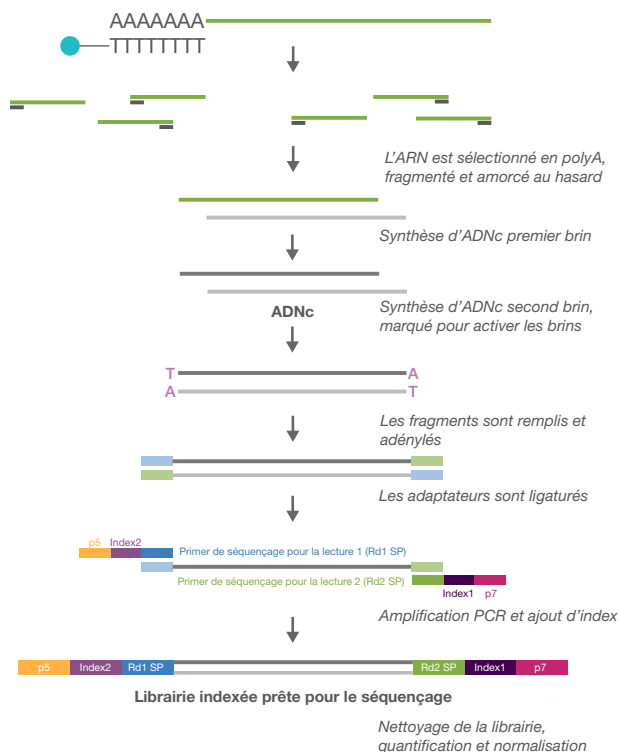 AAAAAAA
TTTTTTTT
L'ARN est sélectionné en polyA,
fragmenté et amorcé au hasard
Synthèse d'ADNc premier brin
ADNc
Synthèse d'ADNc second brin,
marqué pour activer les brins
T A
A T
Les fragments sont remplis et
adénylés
Les adaptateurs sont ligaturés
p5 Index2
Primer de séquençage pour la lecture 1 (Rd1 SP)
Primer de séquençage pour la lecture 2 (Rd2 SP)
Index1 p7
Amplification PCR et ajout d'index
p5 Index2 Rd1 SP Rd2 SP Index1 p7
Librairie indexée prête pour le séquençage
Nettoyage de la librairie,
quantification et normalisation